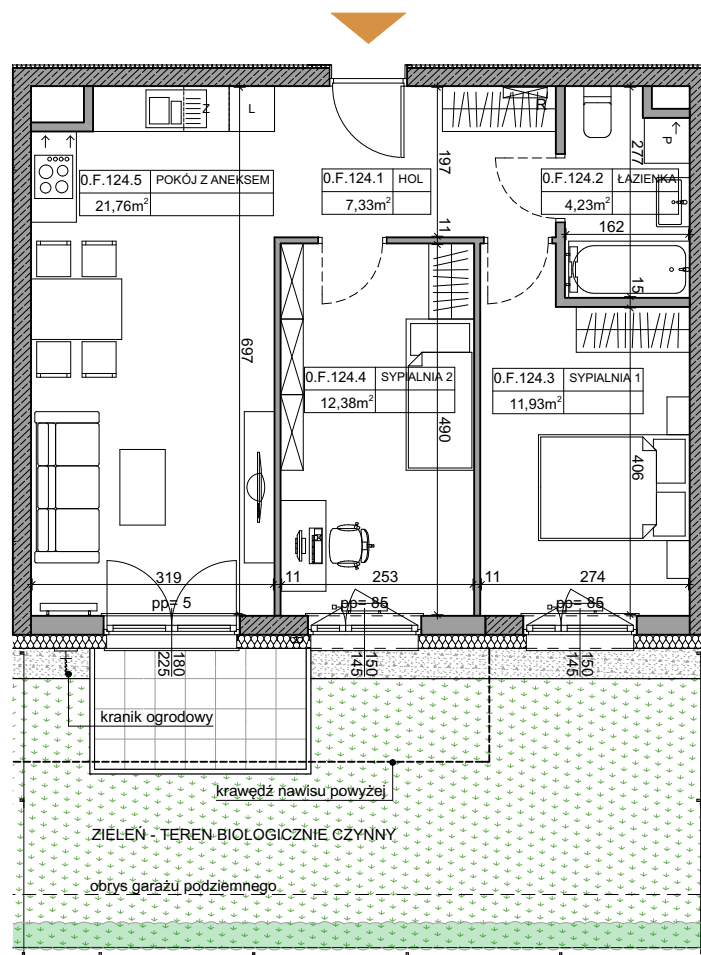 Z
L
R
P
0.F.124.5 POKÓJ Z ANEKSEM
21,76m²
0.F.124.1 HOL
7,33m²
0.F.124.2 ŁAZIENKA
4,23m²
197
277
11
162
15
697
0.F.124.4 SYPIALNIA 2
12,38m²
0.F.124.3 SYPIALNIA 1
11,93m²
490
406
319
11
253
11
274
pp= 5
pp= 85
pp= 85
180
225
150
145
150
145
kranik ogrodowy
krawędź nawisu powyżej
ZIELEŃ - TEREN BIOLOGICZNIE CZYNNY
obrys garażu podziemnego